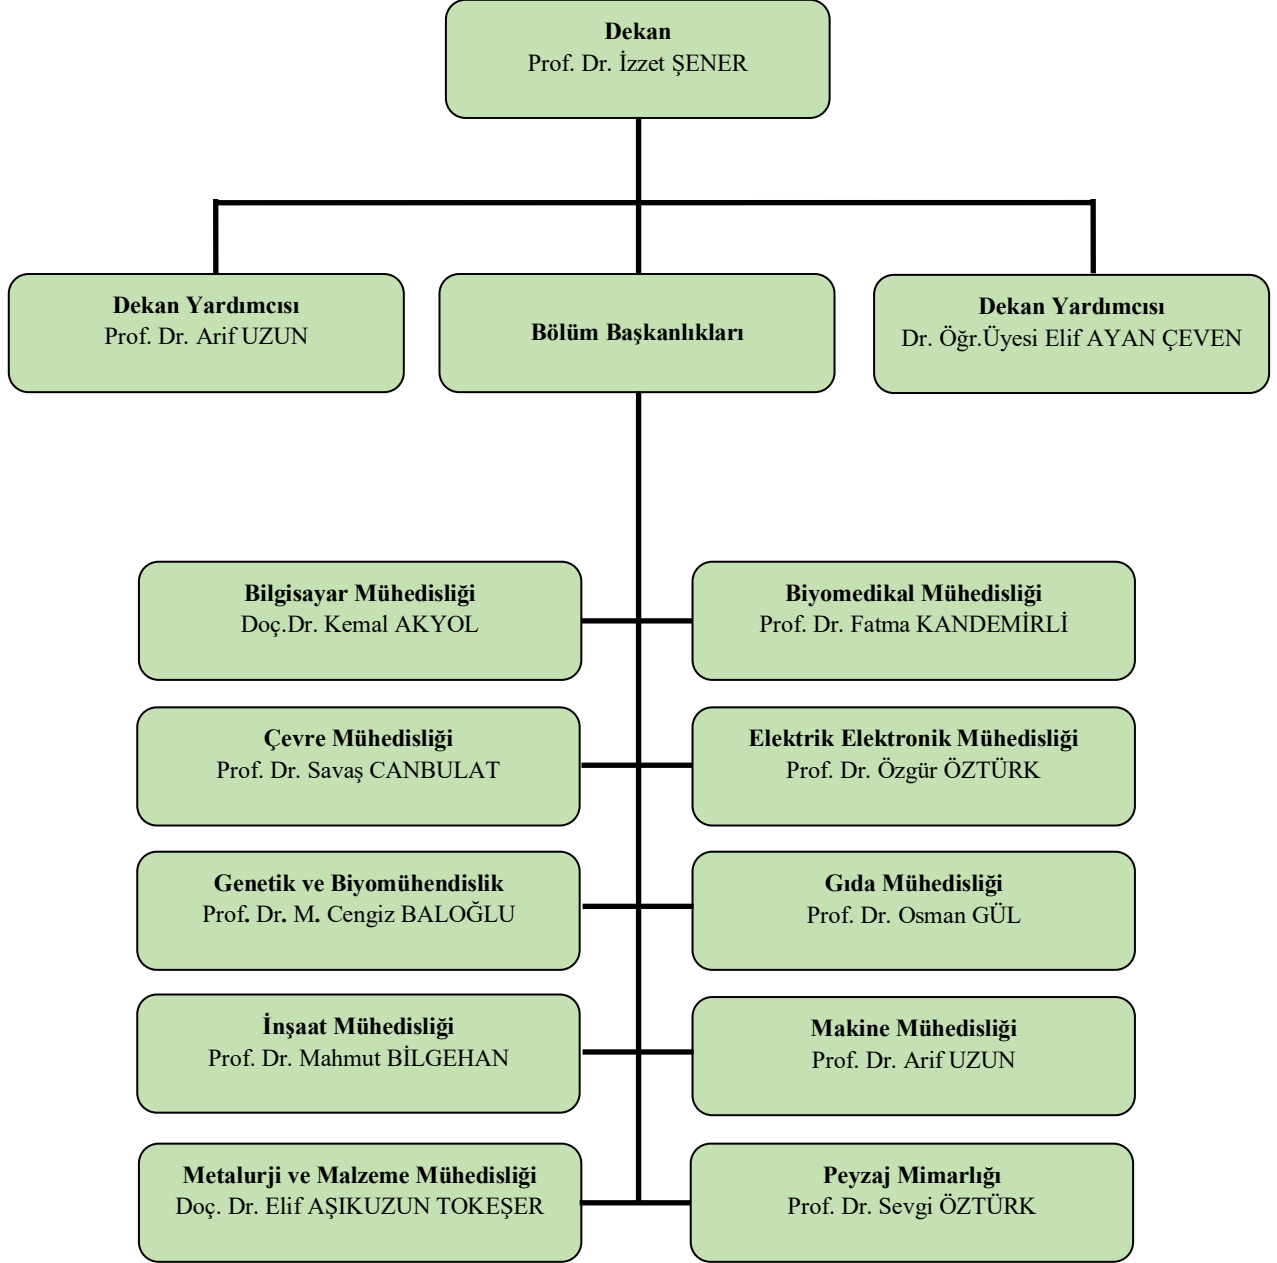 Dekan
Prof. Dr. İzzet ŞENER
Dekan Yardımcısı
Prof. Dr. Arif UZUN
Bölüm Başkanlıkları
Dekan Yardımcısı
Dr. Öğr.Üyesi Elif AYAN ÇEVEN
Bilgisayar Mühedisliği
Doç.Dr. Kemal AKYOL
Biyomedikal Mühedisliği
Prof. Dr. Fatma KANDEMİRLİ
Çevre Mühedisliği
Prof. Dr. Savaş CANBULAT
Elektrik Elektronik Mühedisliği
Prof. Dr. Özgür ÖZTÜRK
Genetik ve Biyomühendislik
Prof. Dr. M. Cengiz BALOĞLU
Gıda Mühedisliği
Prof. Dr. Osman GÜL
İnşaat Mühedisliği
Prof. Dr. Mahmut BİLGEHAN
Makine Mühedisliği
Prof. Dr. Arif UZUN
Metalurji ve Malzeme Mühedisliği
Doç. Dr. Elif AŞIKUZUN TOKEŞER
Peyzaj Mimarlığı
Prof. Dr. Sevgi ÖZTÜRK